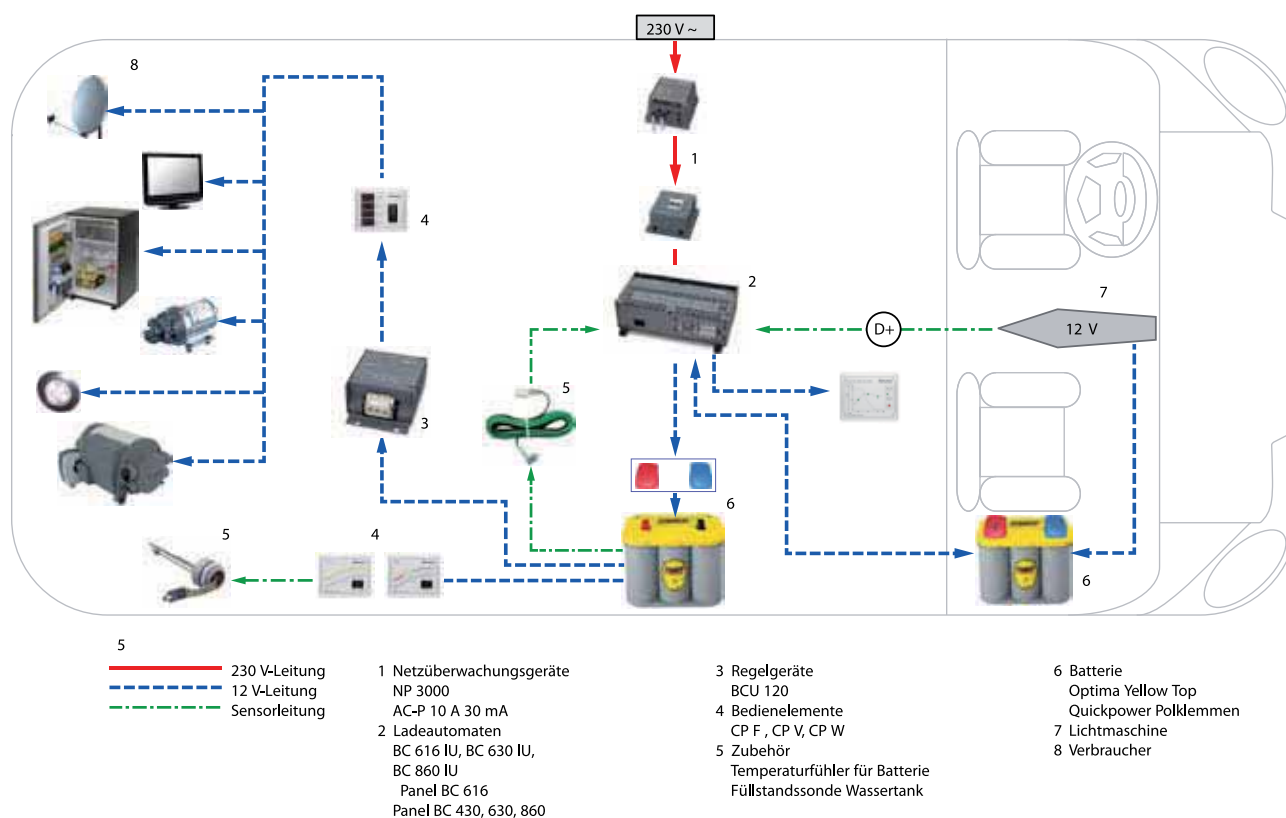 230 V ~
8
1
4
2
7
D+
12 V
5
3
6
5
4
6
5
230 V-Leitung
12 V-Leitung
Sensorleitung
1 Netzüberwachungsgeräte
NP 3000
AC-P 10 A 30 mA
2 Ladeautomaten
BC 616 IU, BC 630 IU,
BC 860 IU
Panel BC 616
Panel BC 430, 630, 860
3 Regelgeräte
BCU 120
4 Bedienelemente
CP F , CP V, CP W
5 Zubehör
Temperaturfühler für Batterie
Füllstandssonde Wassertank
6 Batterie
Optima Yellow Top
Quickpower Polklemmen
7 Lichtmaschine
8 Verbraucher